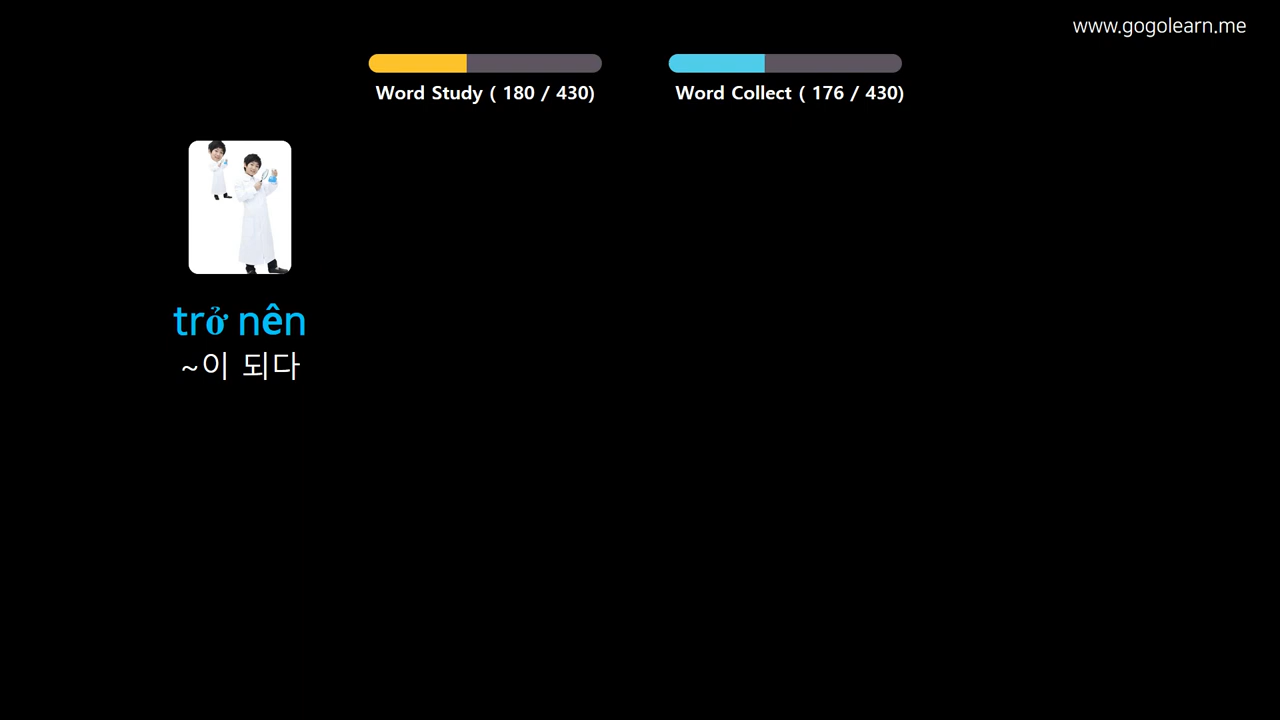 www.gogolearn.me
Word Study ( 180 / 430)
Word Collect ( 176 / 430)
trở nên
~이 되다